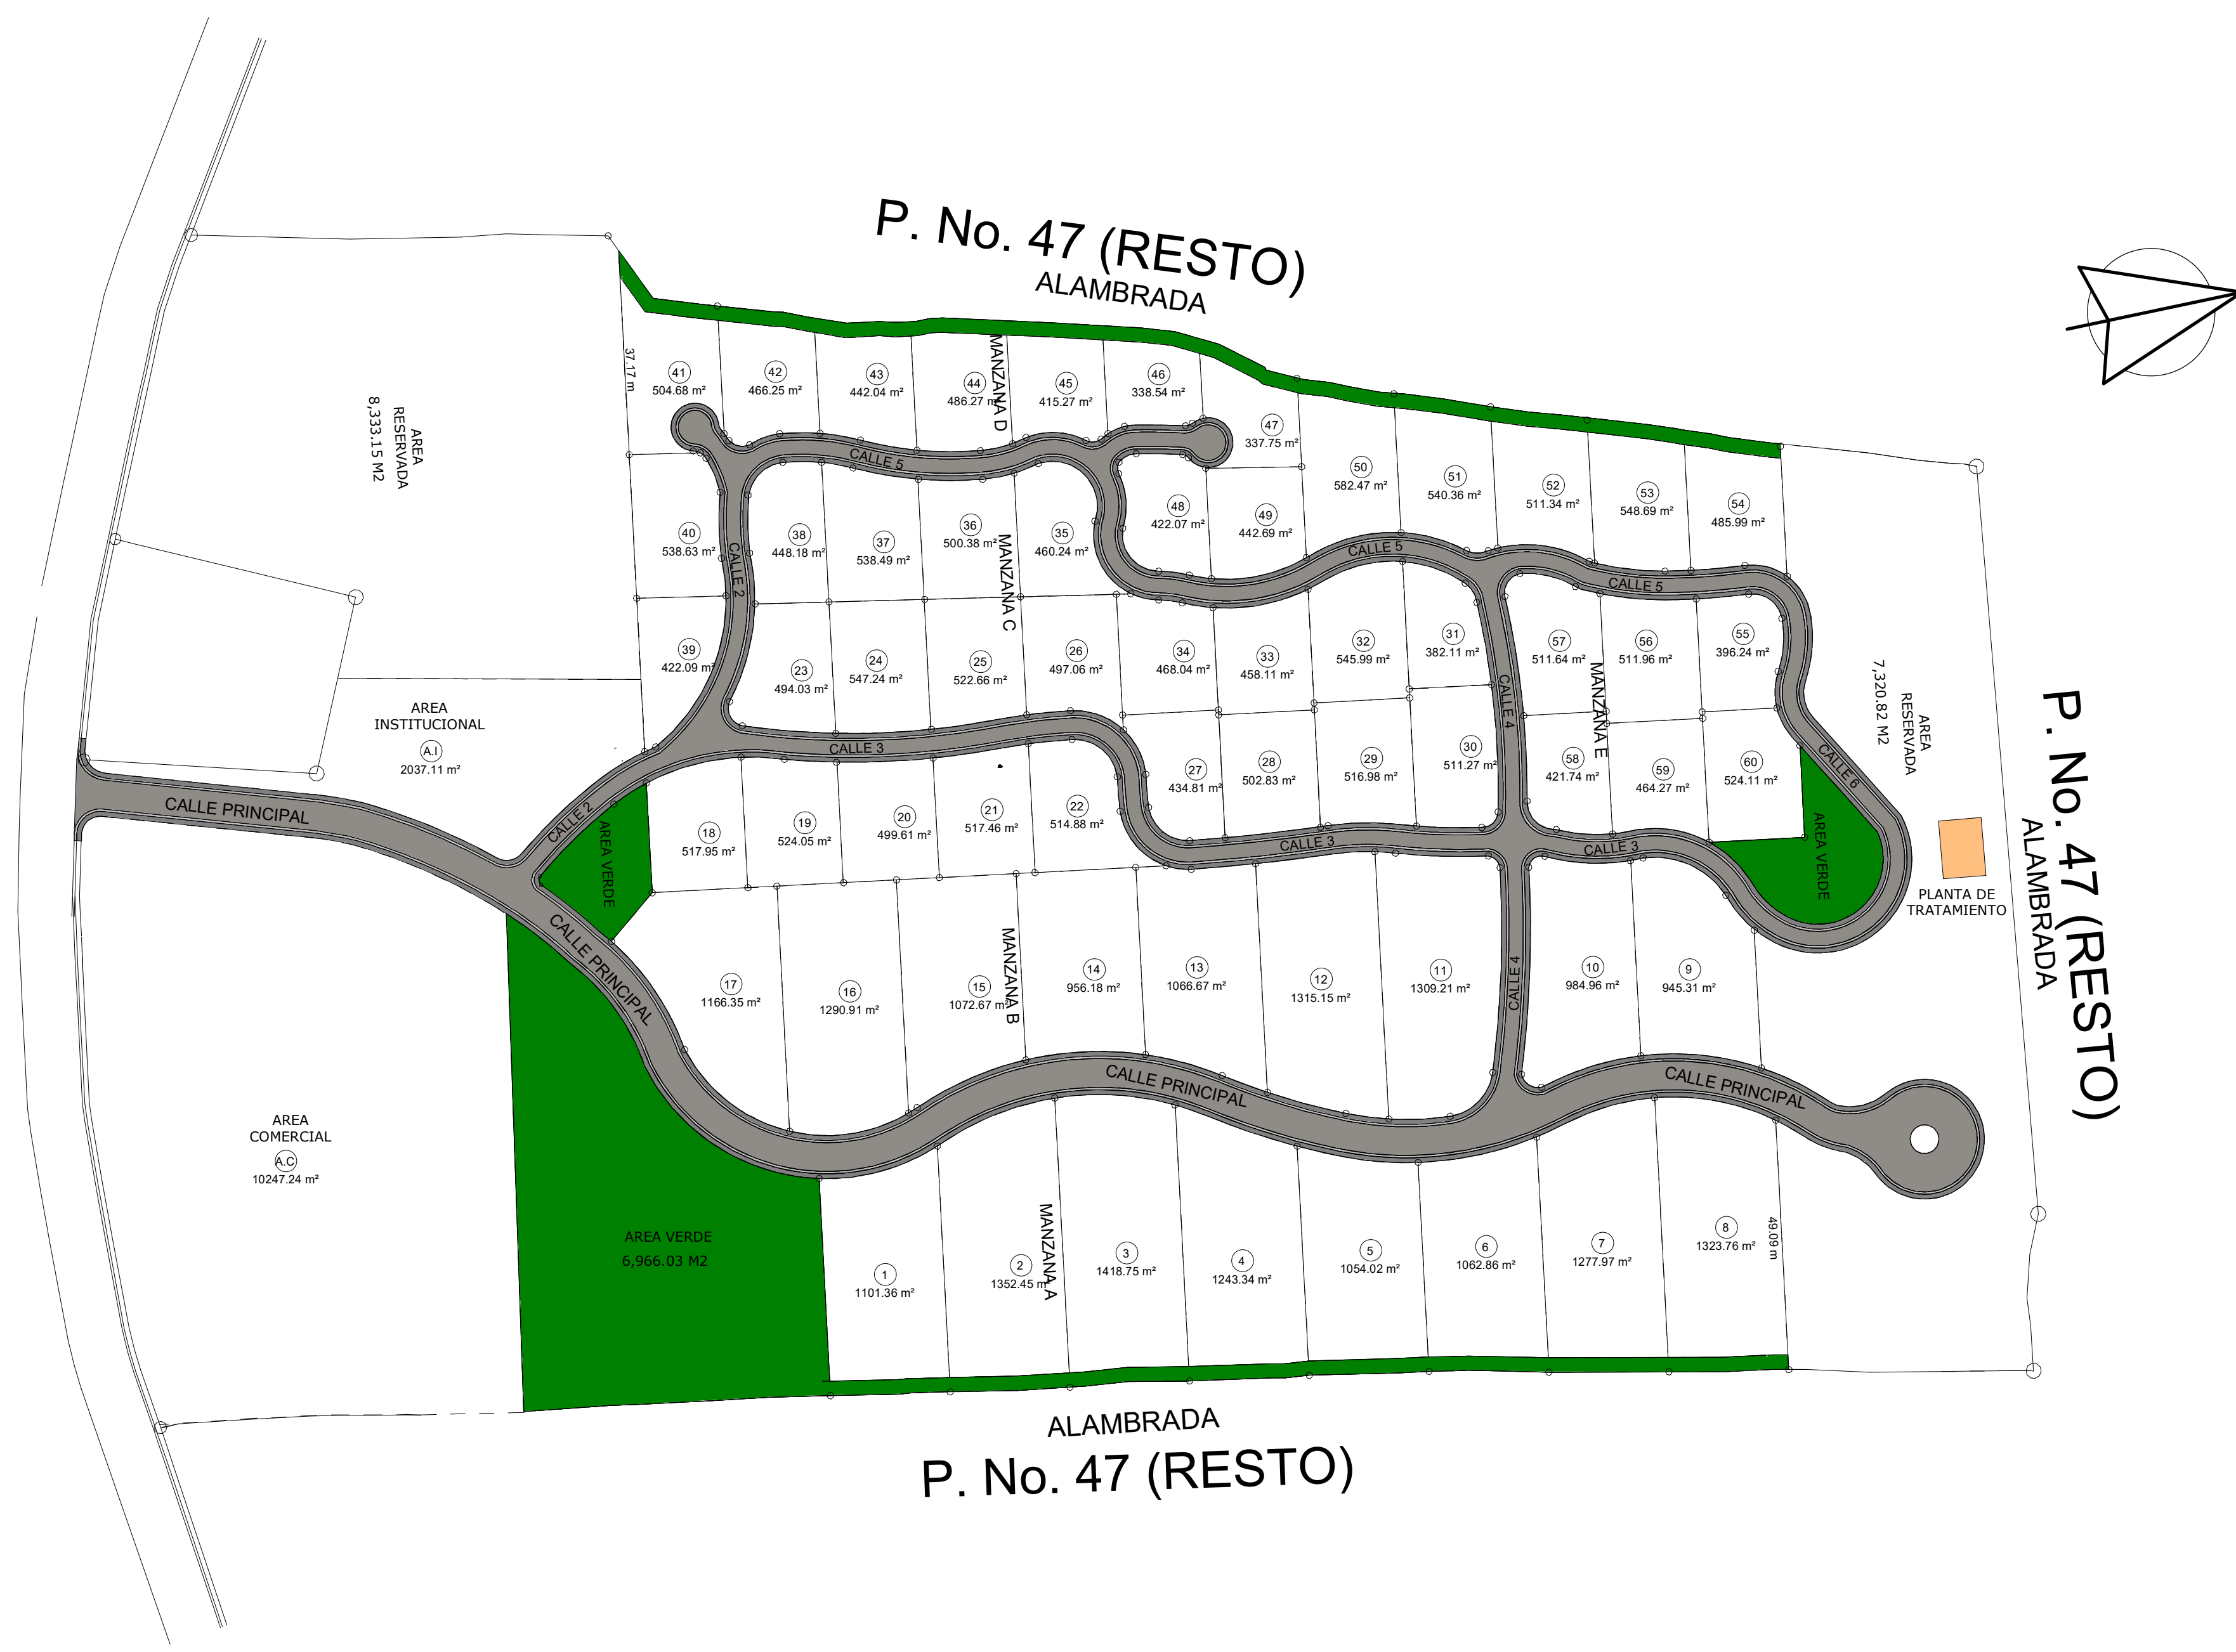 P. No. 47 (RESTO)
ALAMBRADA
37.17 m
41
504.68 m²
42
466.25 m²
43
442.04 m²
44
486.27 m²
MANZANA D
45
415.27 m²
46
338.54 m²
47
337.75 m²
AREA
RESERVADA
8,333.15 M2
CALLE 5
50
582.47 m²
51
540.36 m²
52
511.34 m²
53
548.69 m²
54
485.99 m²
40
538.63 m²
CALLE 2
38
448.18 m²
37
538.49 m²
36
500.38 m²
MANZANA C
35
460.24 m²
48
422.07 m²
49
442.69 m²
CALLE 5
CALLE 5
39
422.09 m²
23
494.03 m²
24
547.24 m²
25
522.66 m²
26
497.06 m²
34
468.04 m²
33
458.11 m²
32
545.99 m²
31
382.11 m²
CALLE 4
57
511.64 m²
MANZANA E
56
511.96 m²
55
396.24 m²
AREA
RESERVADA
7,320.82 M2
AREA
INSTITUCIONAL
A.I
2037.11 m²
CALLE 3
27
434.81 m²
28
502.83 m²
29
516.98 m²
30
511.27 m²
58
421.74 m²
59
464.27 m²
60
524.11 m²
CALLE 6
CALLE PRINCIPAL
CALLE 2
AREA VERDE
18
517.95 m²
19
524.05 m²
20
499.61 m²
21
517.46 m²
22
514.88 m²
CALLE 3
CALLE 3
AREA VERDE
PLANTA DE
TRATAMIENTO
ALAMBRADA
P. No. 47 (RESTO)
CALLE PRINCIPAL
17
1166.35 m²
16
1290.91 m²
15
1072.67 m²
MANZANA B
14
956.18 m²
13
1066.67 m²
12
1315.15 m²
11
1309.21 m²
CALLE 4
10
984.96 m²
9
945.31 m²
CALLE PRINCIPAL
CALLE PRINCIPAL
AREA
COMERCIAL
A.C
10247.24 m²
AREA VERDE
6,966.03 M2
1
1101.36 m²
2
1352.45 m²
MANZANA A
3
1418.75 m²
4
1243.34 m²
5
1054.02 m²
6
1062.86 m²
7
1277.97 m²
8
1323.76 m²
49.09 m
ALAMBRADA
P. No. 47 (RESTO)